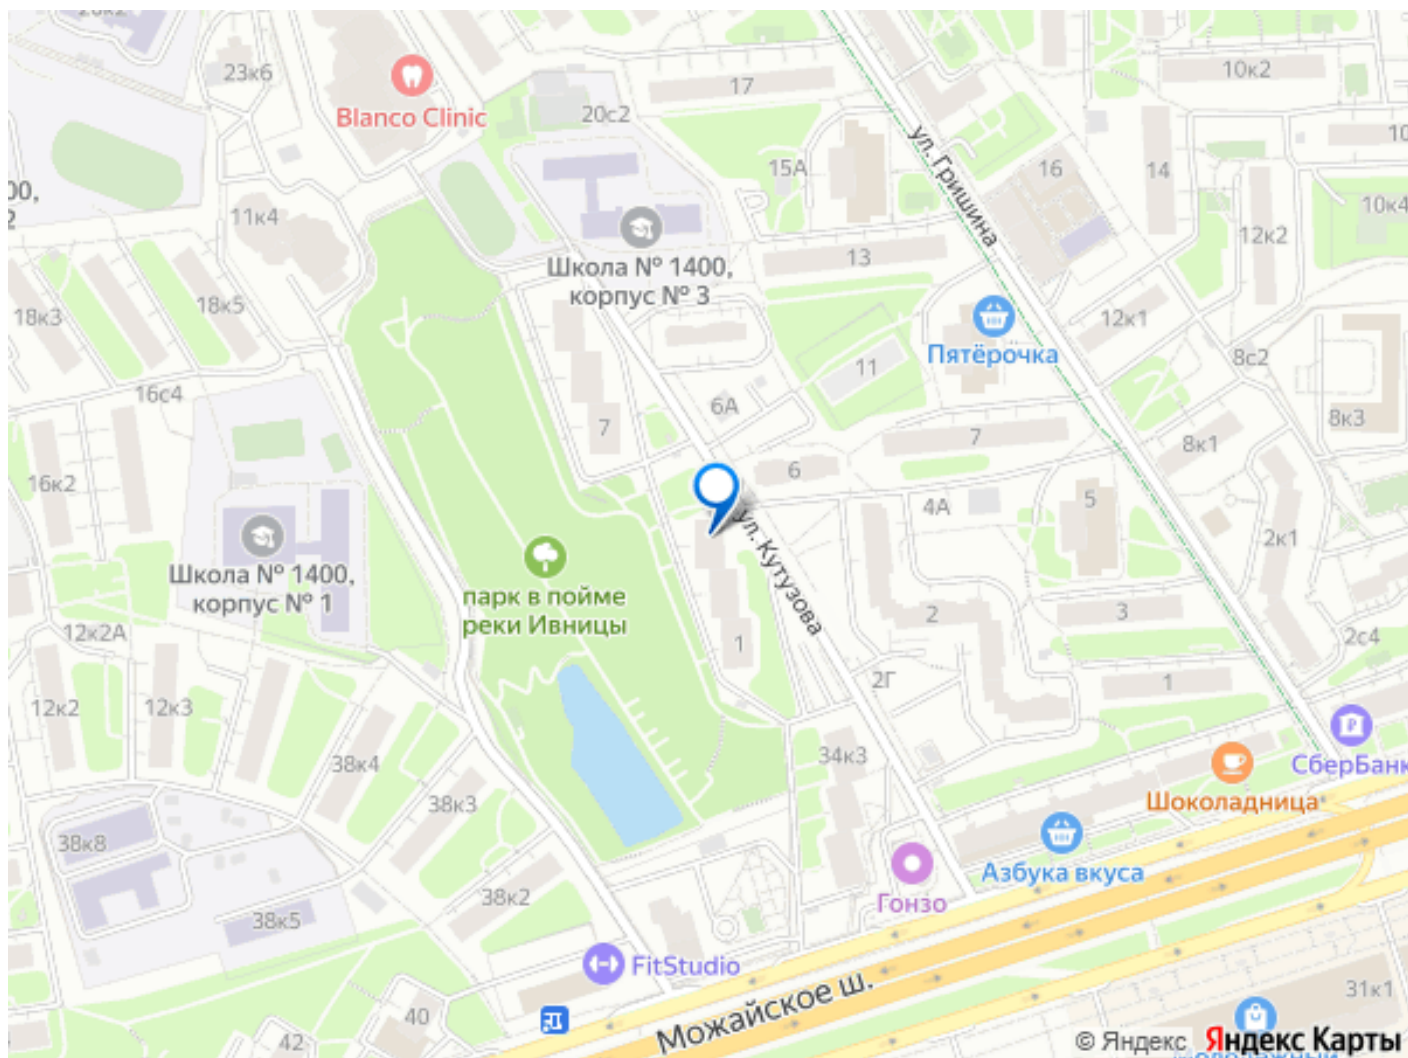 23к6
Blanco Clinic
20с2
17
ул. Гришина
10к2
15А
16
14
10
00,
2
11к4
Школа № 1400,
корпус № 3
13
12к2
10к4
18к3
18к5
Пятёрочка
12к1
8с2
16с4
11
6А
8к3
7
7
8к1
16к2
6
4А
5
2к1
ул. Кутузова
Школа № 1400,
корпус № 1
парк в пойме
реки Ивницы
12к2А
1
2
3
2с4
12к2
12к3
2Г
1
38к4
34к3
СберБанк
38к3
Шоколадница
38к8
Азбука вкуса
38к2
Гонзо
38к5
FitStudio
Можайское ш.
31к1
40
42
© Яндекс Яндекс Карты